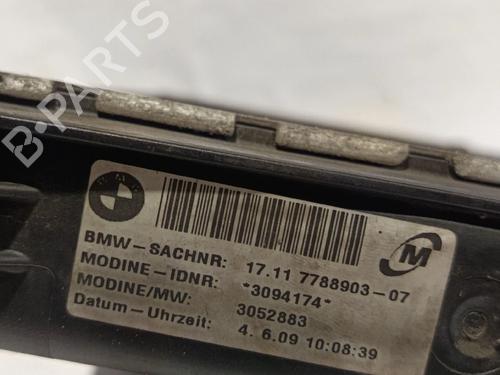 B-PARTS
BMW
BMW-SACHNR: 17.11 7788903-07
MODINE-IDNR: *3094174*
MODINE/MW: 3052883
Datum-Uhrzeit: 4. 6.09 10:08:39
M